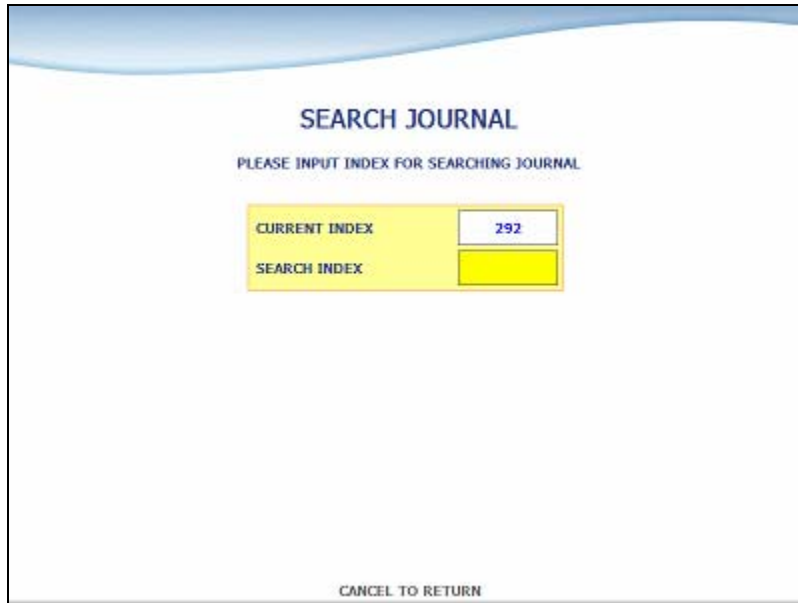 SEARCH JOURNAL
PLEASE INPUT INDEX FOR SEARCHING JOURNAL
CURRENT INDEX 292
SEARCH INDEX
CANCEL TO RETURN